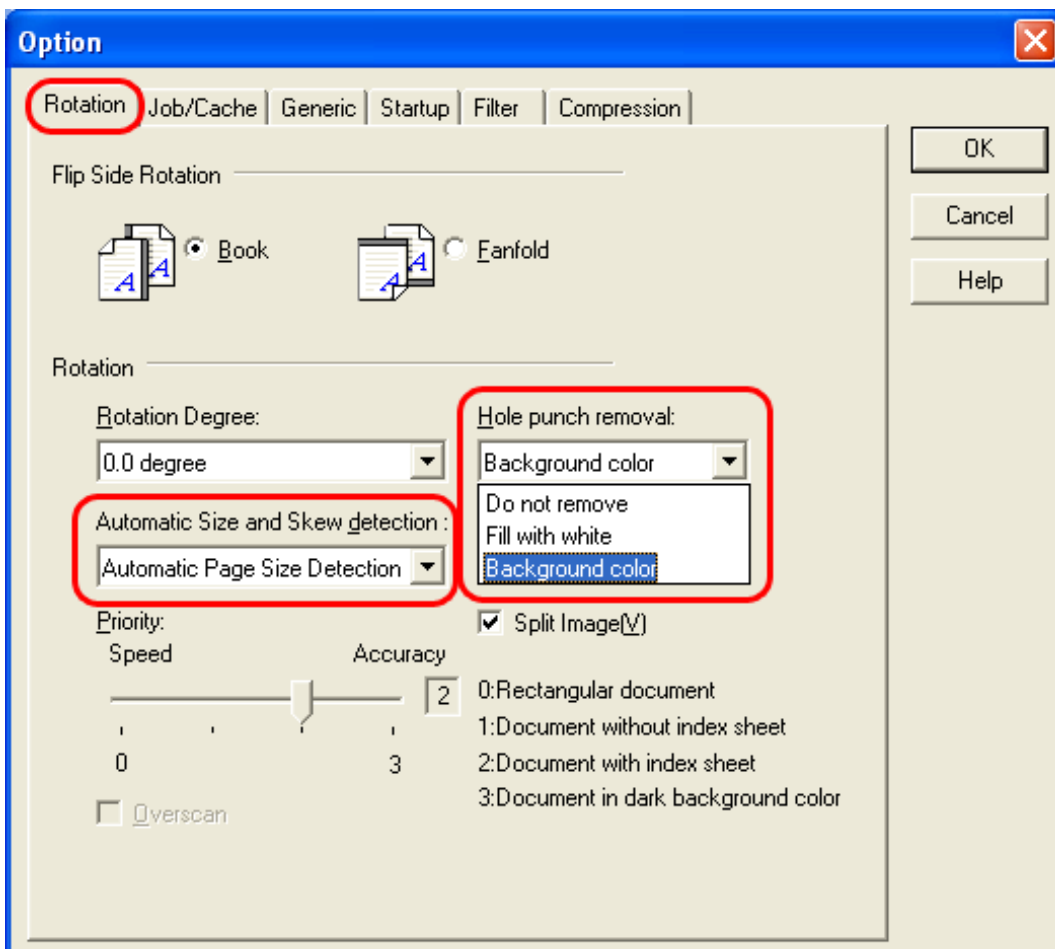 Option
Rotation Job/Cache Generic Startup Filter Compression
OK
Cancel
Help
Flip Side Rotation
A A Book A A Fanfold
Rotation
Rotation Degree:
0.0 degree
Hole punch removal:
Background color
Do not remove
Fill with white
Background color
Automatic Size and Skew detection :
Automatic Page Size Detection
Split Image(V)
Priority:
Speed Accuracy
2
0 3
0:Rectangular document
1:Document without index sheet
2:Document with index sheet
3:Document in dark background color
Overscan